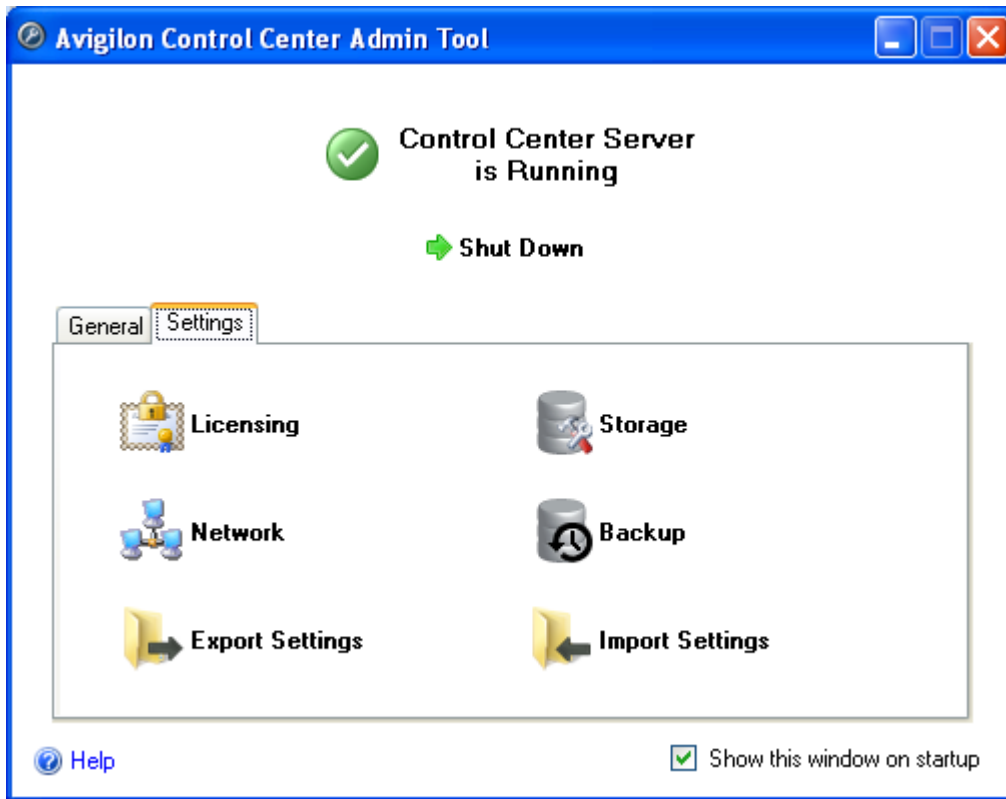 Avigilon Control Center Admin Tool
Control Center Server
is Running
Shut Down
General
Settings
Licensing
Storage
Network
Backup
Export Settings
Import Settings
Help
Show this window on startup